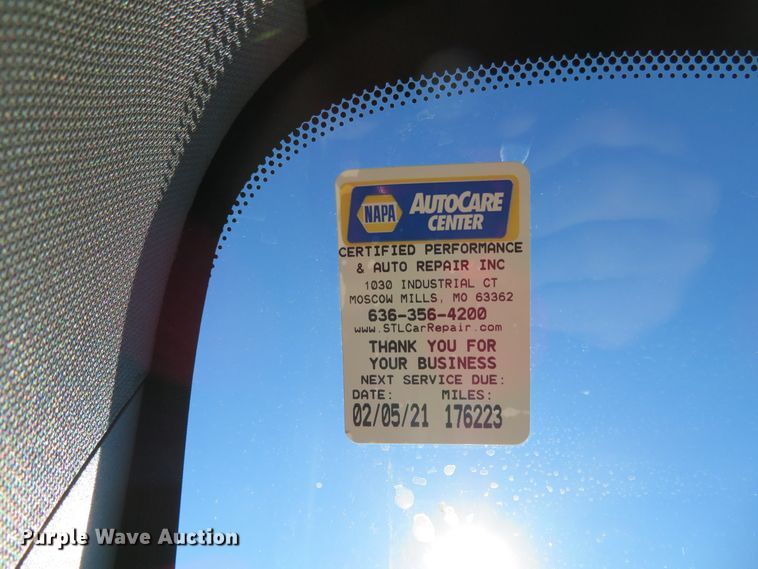 NAPA AUTOCARE
CENTER
CERTIFIED PERFORMANCE
& AUTO REPAIR INC
1030 INDUSTRIAL CT
MOSCOW MILLS, MO 63362
636-356-4200
www.STLCarRepair.com
THANK YOU FOR
YOUR BUSINESS
NEXT SERVICE DUE:
DATE: MILES:
02/05/21 176223
Purple Wave Auction